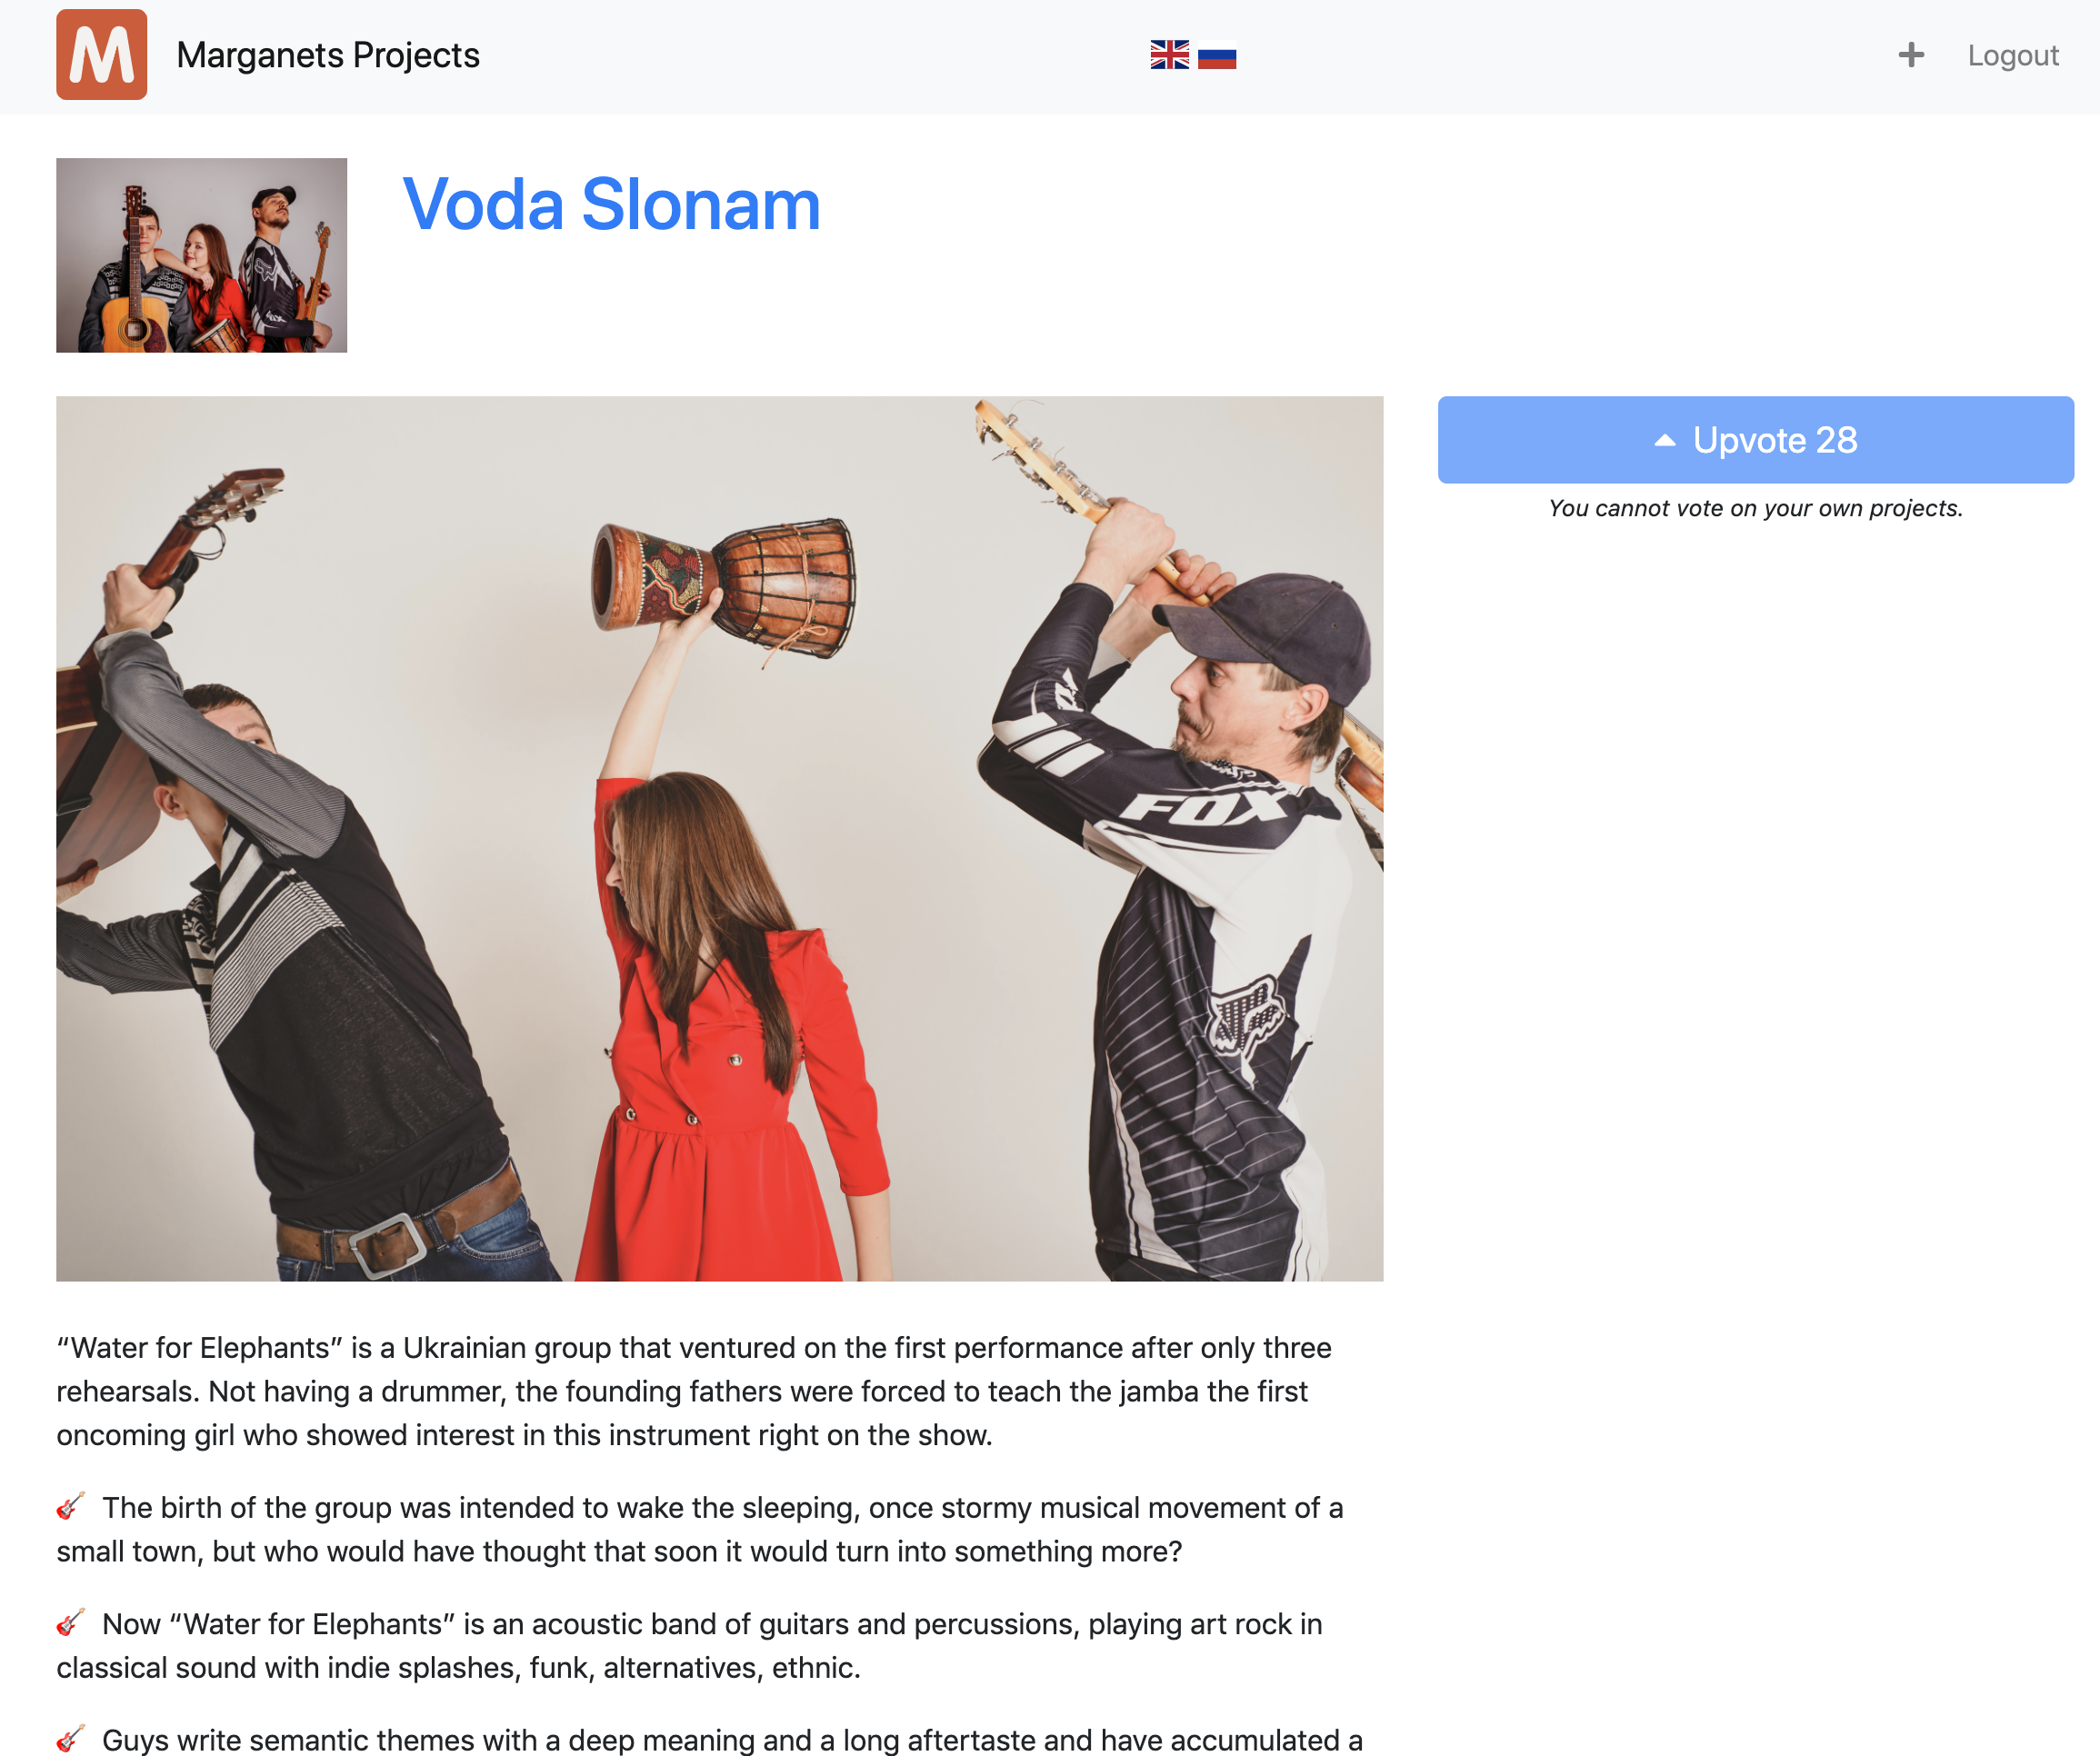 M
Marganets Projects
+ Logout
Voda Slonam
Upvote 28
You cannot vote on your own projects.
FOX
“Water for Elephants” is a Ukrainian group that ventured on the first performance after only three
rehearsals. Not having a drummer, the founding fathers were forced to teach the jamba the first
oncoming girl who showed interest in this instrument right on the show.
🎸 The birth of the group was intended to wake the sleeping, once stormy musical movement of a
small town, but who would have thought that soon it would turn into something more?
🎸 Now “Water for Elephants” is an acoustic band of guitars and percussions, playing art rock in
classical sound with indie splashes, funk, alternatives, ethnic.
🎸 Guys write semantic themes with a deep meaning and a long aftertaste and have accumulated a